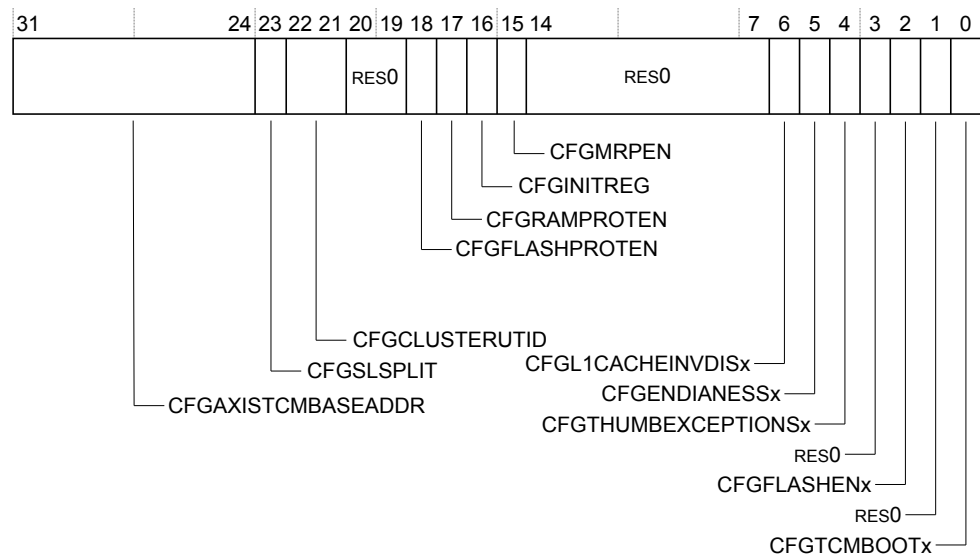 31 24 23 22 21 20 19 18 17 16 15 14 7 6 5 4 3 2 1 0
RES0 RES0
CFGMRPEN
CFGINITREG
CFGRAMPROTEN
CFGFLASHPROTEN
CFGCLUSTERUTID
CFGL1CACHEINVDISx
CFGSLSPLIT
CFGENDIANESSx
CFGAXISTCMBASEADDR
CFGTHUMBEXCEPTIONSx
RES0
CFGFLASHENx
RES0
CFGTCMBOOTx